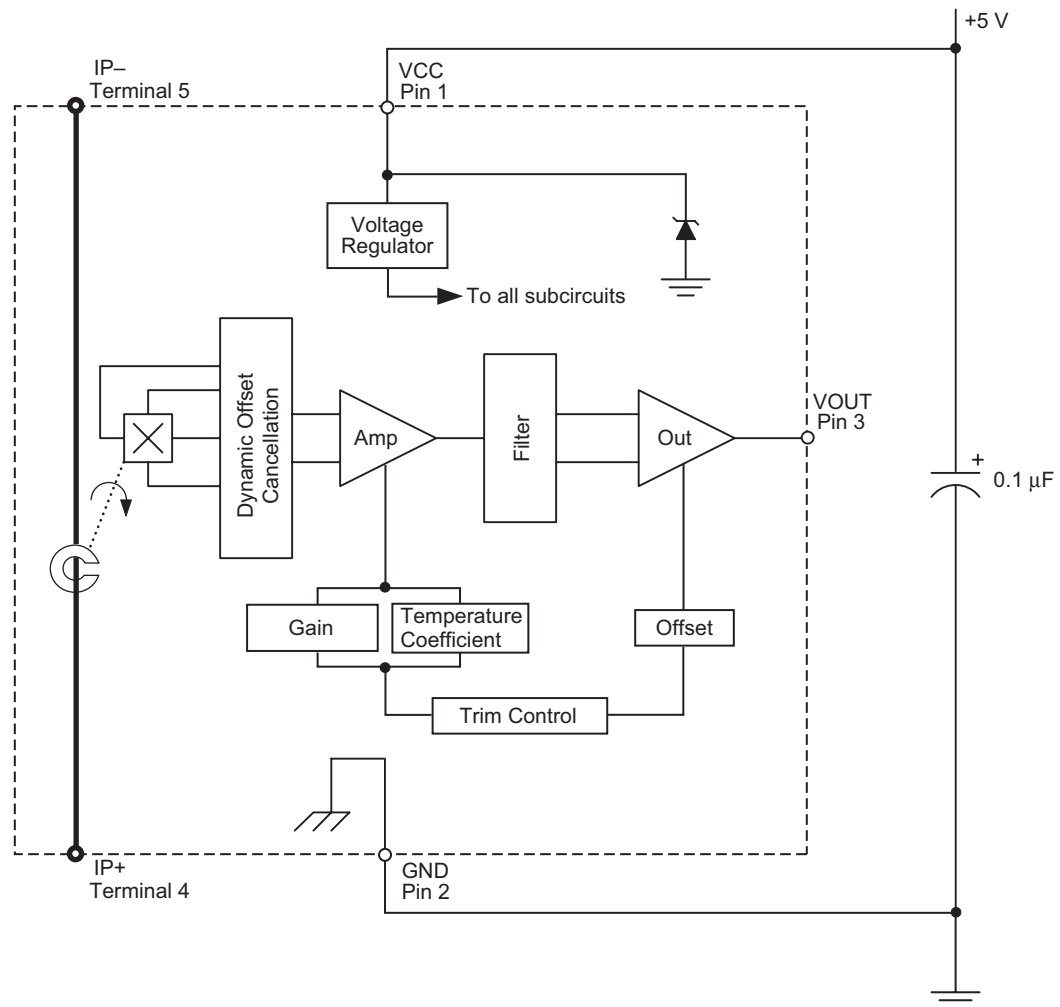 +5 V
IP–
Terminal 5
VCC
Pin 1
Voltage
Regulator
To all subcircuits
Dynamic Offset
Cancellation
Amp
Filter
Out
VOUT
Pin 3
+
0.1 µF
Gain
Temperature
Coefficient
Offset
Trim Control
IP+
Terminal 4
GND
Pin 2